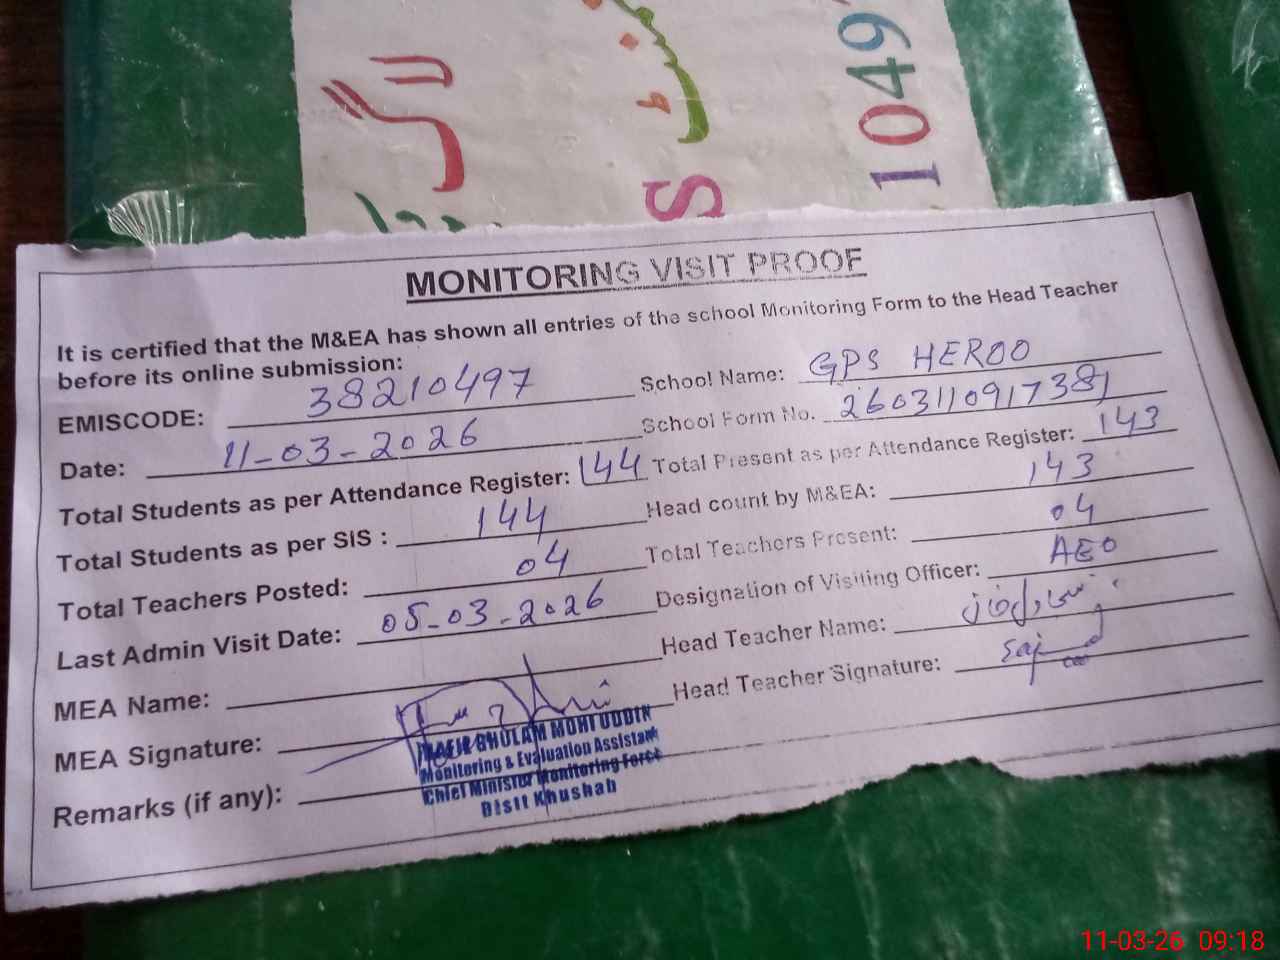 لاگ
S
1049
MONITORING VISIT PROOF
It is certified that the M&EA has shown all entries of the school Monitoring Form to the Head Teacher
before its online submission:
EMISCODE: 38210497 School Name: GPS HEROO
Date: 11-03-2026 School Form No. 260311091738
Total Students as per Attendance Register: 144 Total Present as per Attendance Register: 143
Total Students as per SIS : 144 Head count by M&EA: 143
Total Teachers Posted: 04 Total Teachers Present: 04
Last Admin Visit Date: 05-03-2026 Designation of Visiting Officer: AEO
MEA Name: Head Teacher Name:
MEA Signature: Head Teacher Signature:
Remarks (if any):
GHULAM MOHI UDDIN
Monitoring & Evaluation Assistant
Chief Minister Monitoring Force
Distt Khushab
11-03-26 09:18